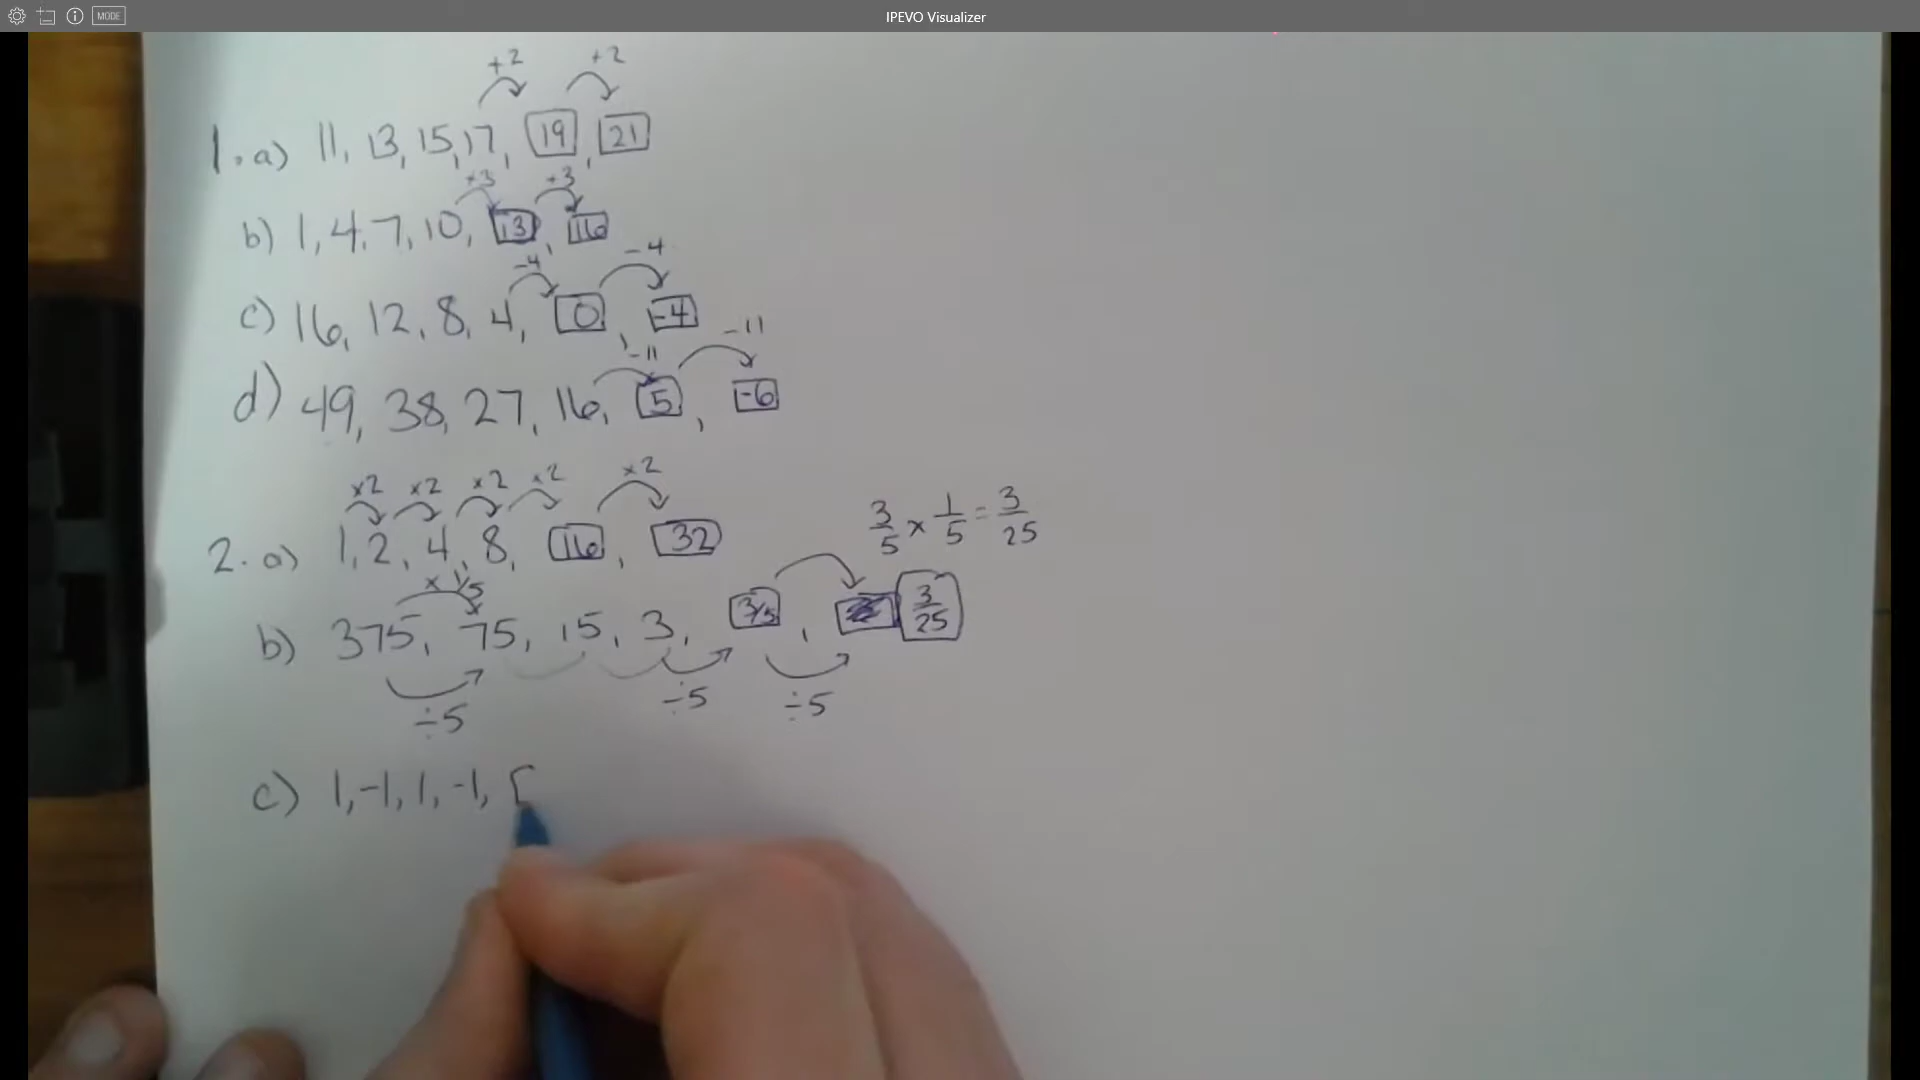 MODE IPEVO Visualizer
+2 +2
1. a) 11, 13, 15, 17, 19, 21
+3 +3
b) 1, 4, 7, 10, 13, 16
-4 -4
c) 16, 12, 8, 4, 0, -4
-11 -11
d) 49, 38, 27, 16, 5, -6
×2 ×2 ×2 ×2 ×2
3/5 × 1/5 = 3/25
2. a) 1, 2, 4, 8, 16, 32
× 1/5
b) 375, 75, 15, 3, 3/5, 3/25
÷5 ÷5 ÷5
c) 1, -1, 1, -1,